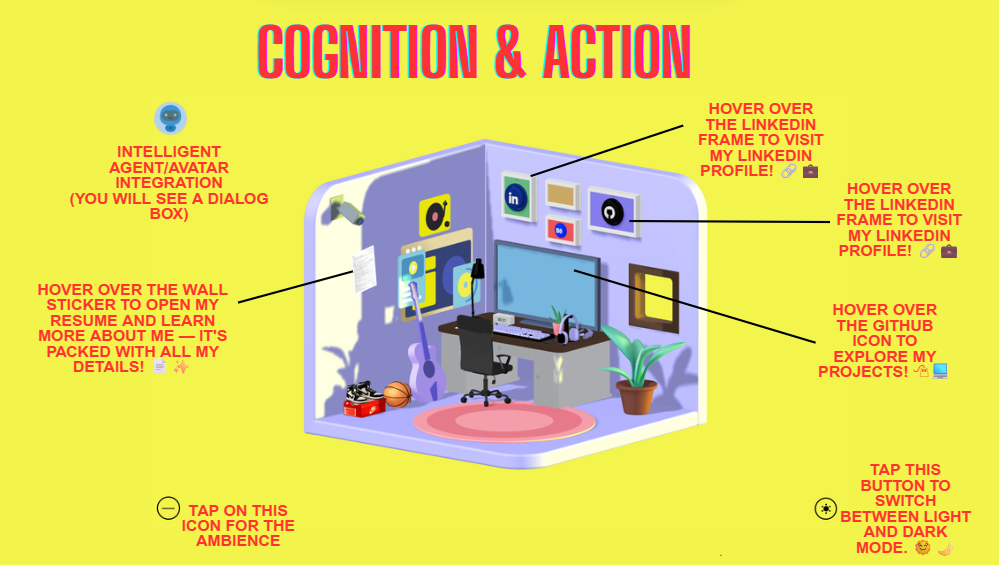 COGNITION & ACTION
INTELLIGENT
AGENT/AVATAR
INTEGRATION
(YOU WILL SEE A DIALOG
BOX)
HOVER OVER
THE LINKEDIN
FRAME TO VISIT
MY LINKEDIN
PROFILE! 🔗 💼
HOVER OVER
THE LINKEDIN
FRAME TO VISIT
MY LINKEDIN
PROFILE! 🔗 💼
in
Bē
HOVER OVER THE WALL
STICKER TO OPEN MY
RESUME AND LEARN
MORE ABOUT ME — IT'S
PACKED WITH ALL MY
DETAILS! 📄 ✨
HOVER OVER
THE GITHUB
ICON TO
EXPLORE MY
PROJECTS! 🖱️💻
TAP ON THIS
ICON FOR THE
AMBIENCE
TAP THIS
BUTTON TO
SWITCH
BETWEEN LIGHT
AND DARK
MODE. 🌞 🌙